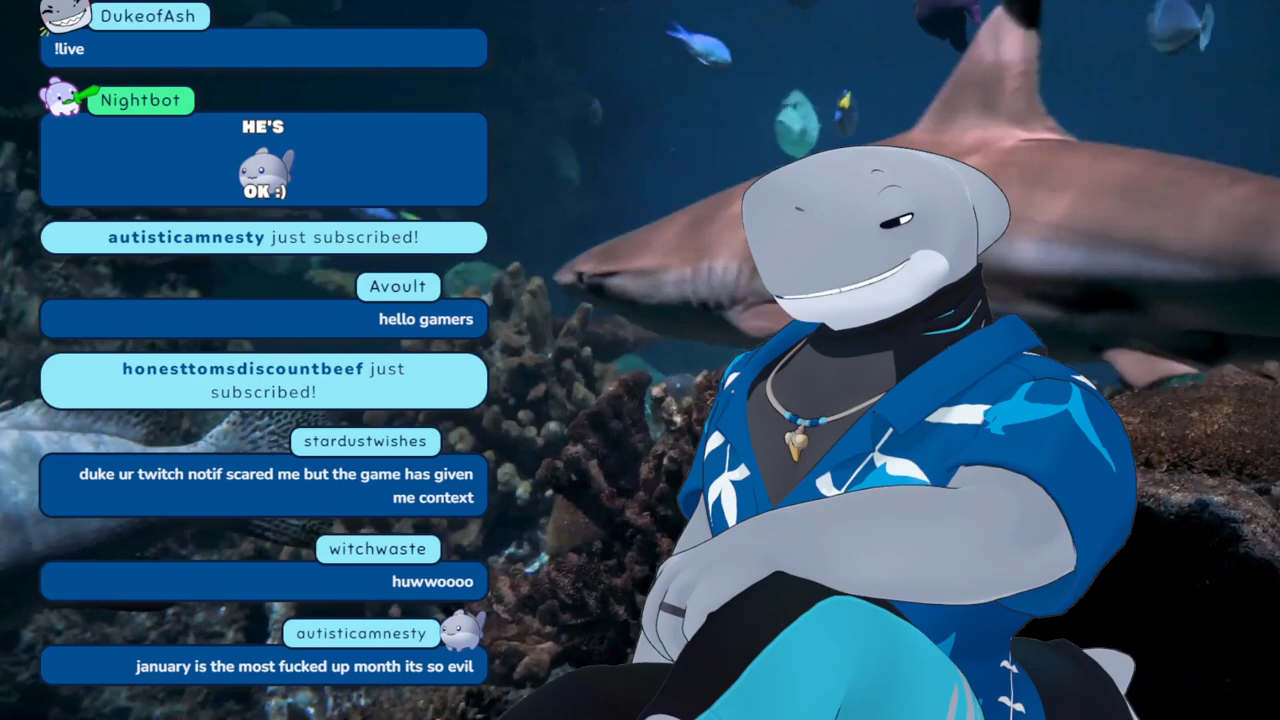 DukeofAsh
!live
Nightbot
HE'S
OK :)
autisticamnesty just subscribed!
Avoult
hello gamers
honesttomsdiscountbeef just
subscribed!
stardustwishes
duke ur twitch notif scared me but the game has given
me context
witchwaste
huwwoooo
autisticamnesty
january is the most fucked up month its so evil